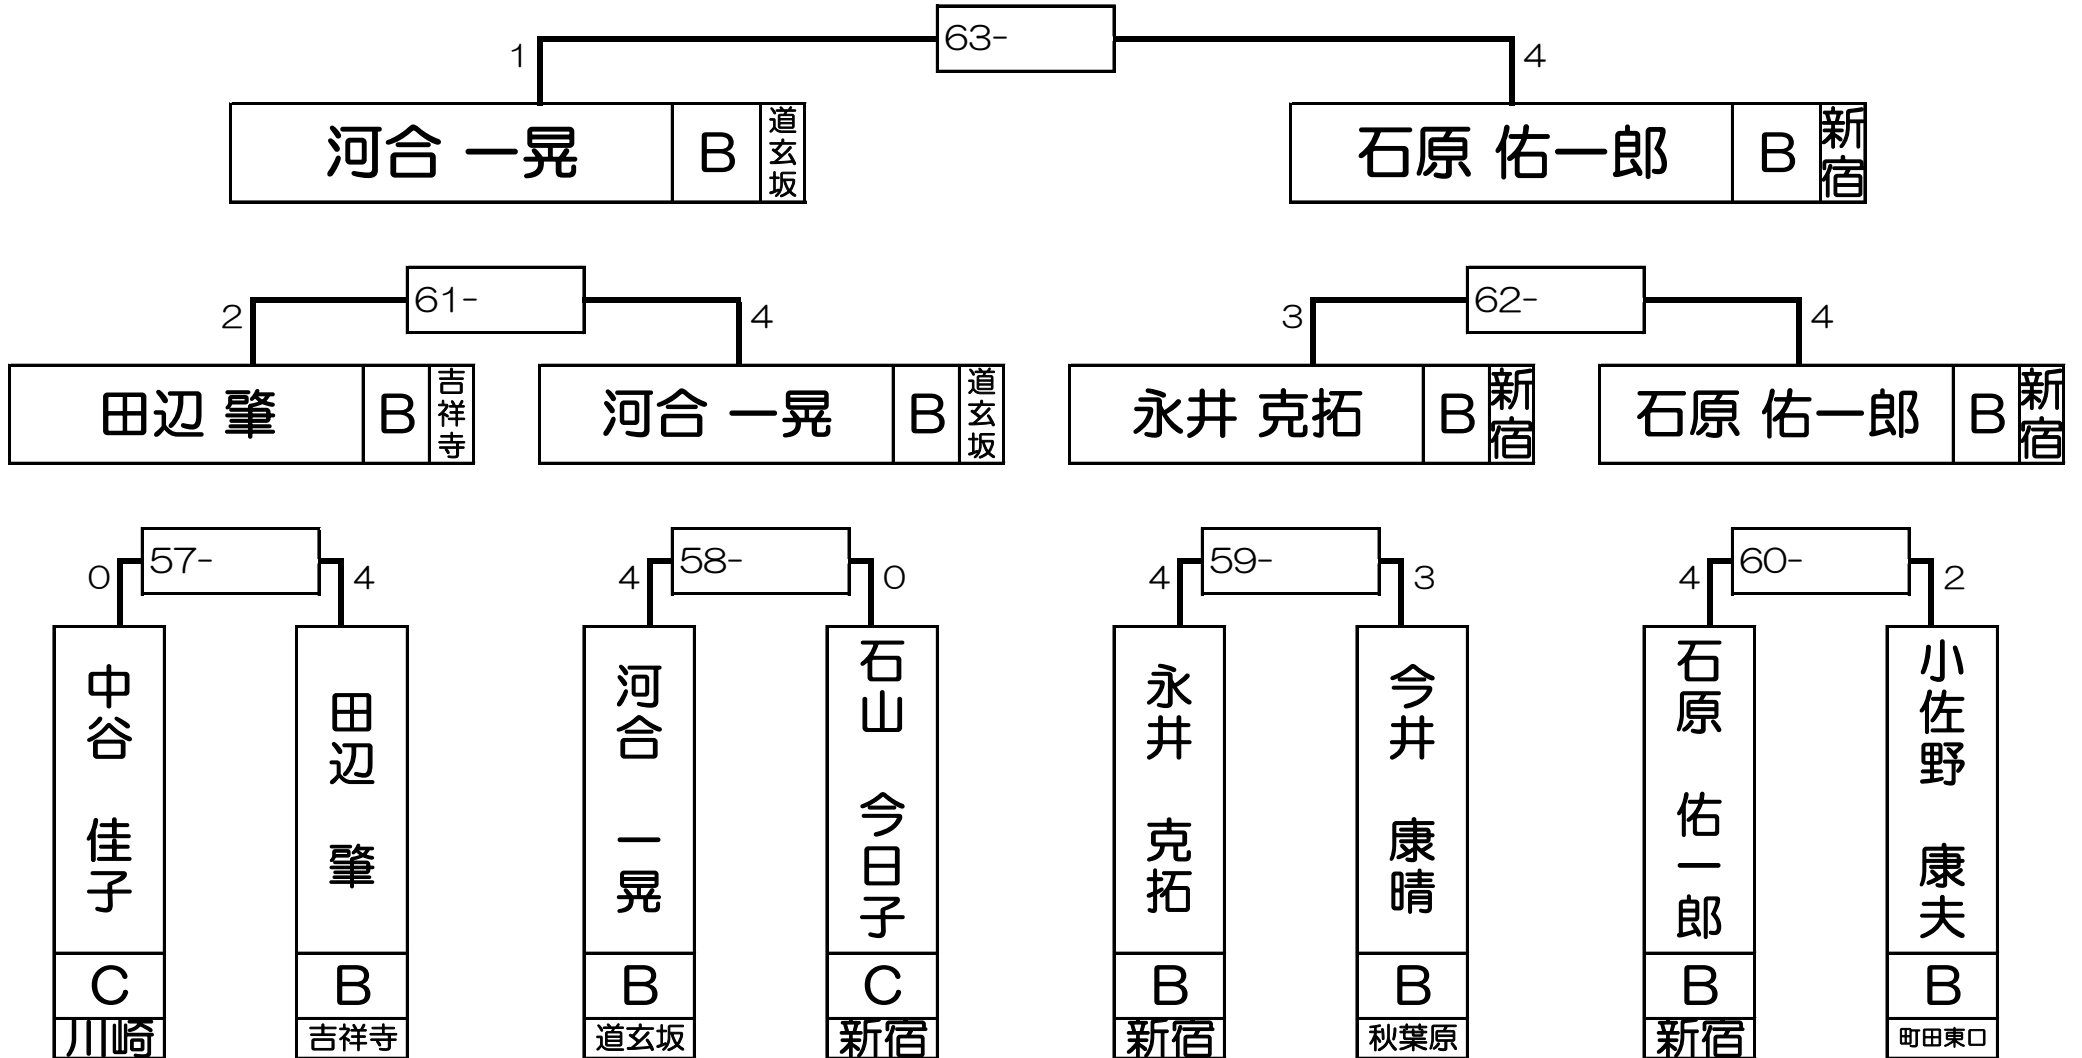 63-
1
4
河合 一晃 B 道玄坂
石原 佑一郎 B 新宿
61-
2
4
62-
3
4
田辺 肇 B 吉祥寺
河合 一晃 B 道玄坂
永井 克拓 B 新宿
石原 佑一郎 B 新宿
57-
0
4
58-
4
0
59-
4
3
60-
4
2
中谷 佳子
C
川崎
田辺 肇
B
吉祥寺
河合 一晃
B
道玄坂
石山 今日子
C
新宿
永井 克拓
B
新宿
今井 康晴
B
秋葉原
石原 佑一郎
B
新宿
小佐野 康夫
B
町田東口